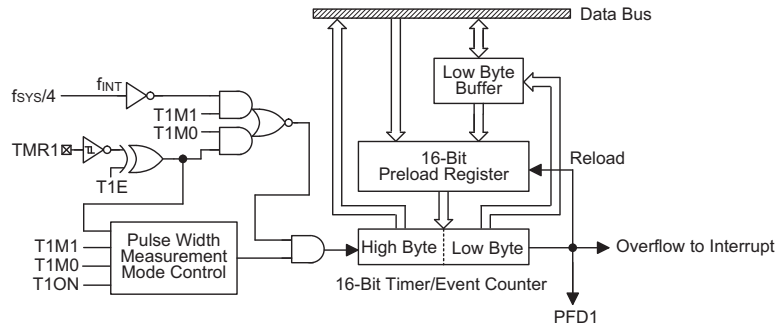 Data Bus
fSYS/4
fINT
T1M1
T1M0
TMR1
T1E
Low Byte
Buffer
16-Bit
Preload Register
Reload
T1M1
T1M0
T1ON
Pulse Width
Measurement
Mode Control
High Byte
Low Byte
Overflow to Interrupt
16-Bit Timer/Event Counter
PFD1